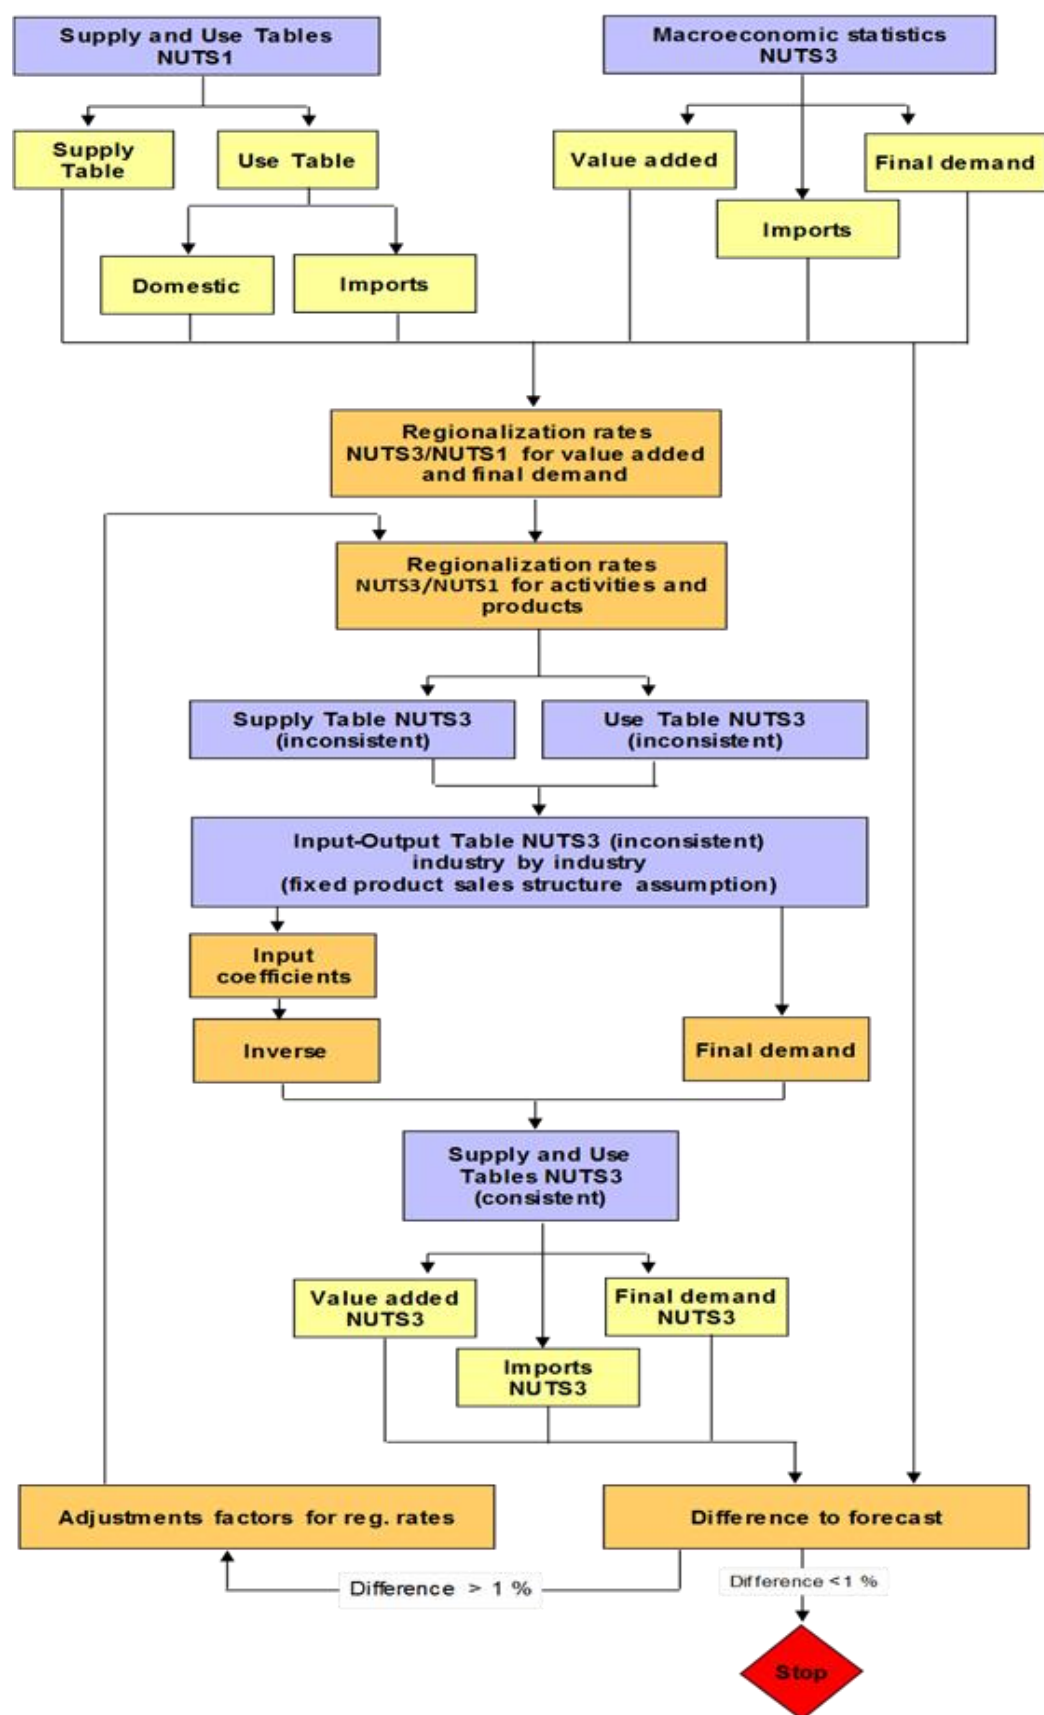 Supply and Use Tables
NUTS1
Macroeconomic statistics
NUTS3
Supply
Table
Use Table
Value added
Final demand
Imports
Domestic
Imports
Regionalization rates
NUTS3/NUTS1 for value added
and final demand
Regionalization rates
NUTS3/NUTS1 for activities and
products
Supply Table NUTS3
(inconsistent)
Use Table NUTS3
(inconsistent)
Input-Output Table NUTS3 (inconsistent)
industry by industry
(fixed product sales structure assumption)
Input
coefficients
Inverse
Final demand
Supply and Use
Tables NUTS3
(consistent)
Value added
NUTS3
Final demand
NUTS3
Imports
NUTS3
Adjustments factors for reg. rates
Difference to forecast
Difference > 1 %
Difference <1 %
Stop